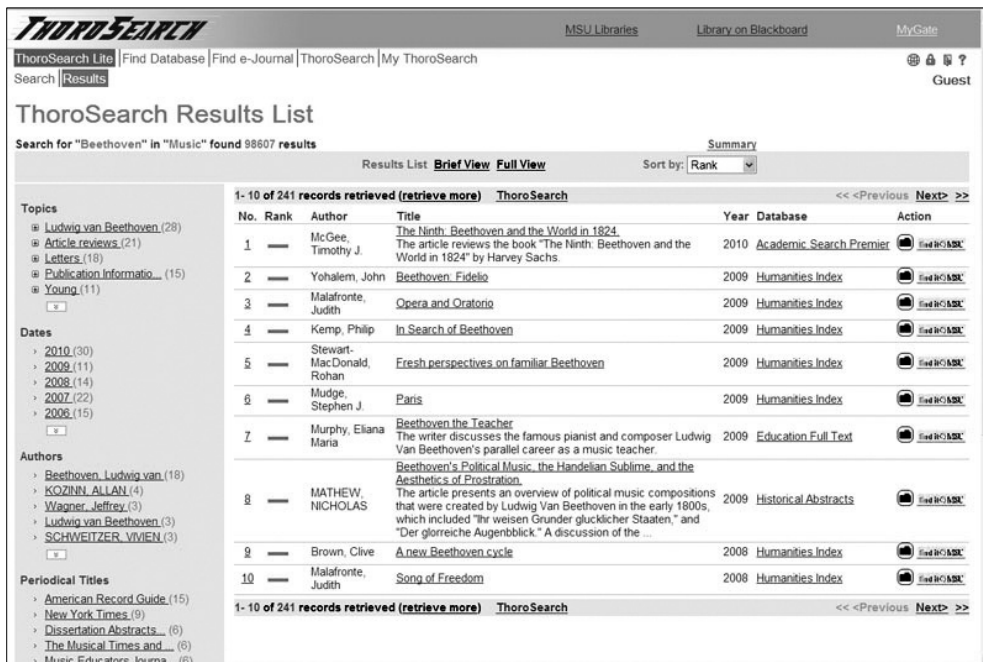 THOROSEARCH
MSU Libraries Library on Blackboard MyGate
ThoroSearch Lite Find Database Find e-Journal ThoroSearch My ThoroSearch
Search Results
Guest
ThoroSearch Results List
Search for "Beethoven" in "Music" found 98607 results
Summary
Results List Brief View Full View Sort by: Rank
Topics
Ludwig van Beethoven (28)
Article reviews (21)
Letters (18)
Publication Informatio... (15)
Young (11)
Dates
2010 (30)
2009 (11)
2008 (14)
2007 (22)
2006 (15)
Authors
Beethoven, Ludwig van (18)
KOZINN, ALLAN (4)
Wagner, Jeffrey (3)
Ludwig van Beethoven (3)
SCHWEITZER, VIVIEN (3)
Periodical Titles
American Record Guide (15)
New York Times (9)
Dissertation Abstracts... (6)
The Musical Times and ... (6)
Music Educators Journa... (6)
1- 10 of 241 records retrieved (retrieve more) ThoroSearch << <Previous Next> >>
No. Rank Author Title Year Database Action
1 McGee, Timothy J. The Ninth: Beethoven and the World in 1824.
The article reviews the book "The Ninth: Beethoven and the
World in 1824" by Harvey Sachs. 2010 Academic Search Premier
2 Yohalem, John Beethoven: Fidelio 2009 Humanities Index
3 Malafronte, Judith Opera and Oratorio 2009 Humanities Index
4 Kemp, Philip In Search of Beethoven 2009 Humanities Index
5 Stewart-MacDonald, Rohan Fresh perspectives on familiar Beethoven 2009 Humanities Index
6 Mudge, Stephen J. Paris 2009 Humanities Index
7 Murphy, Eliana Maria Beethoven the Teacher
The writer discusses the famous pianist and composer Ludwig
Van Beethoven's parallel career as a music teacher. 2009 Education Full Text
8 MATHEW, NICHOLAS Beethoven's Political Music, the Handelian Sublime, and the
Aesthetics of Prostration.
The article presents an overview of political music compositions
that were created by Ludwig Van Beethoven in the early 1800s,
which included "Ihr weisen Grunder glucklicher Staaten," and
"Der glorreiche Augenbblick." A discussion of the ... 2009 Historical Abstracts
9 Brown, Clive A new Beethoven cycle 2008 Humanities Index
10 Malafronte, Judith Song of Freedom 2008 Humanities Index
1- 10 of 241 records retrieved (retrieve more) ThoroSearch << <Previous Next> >>